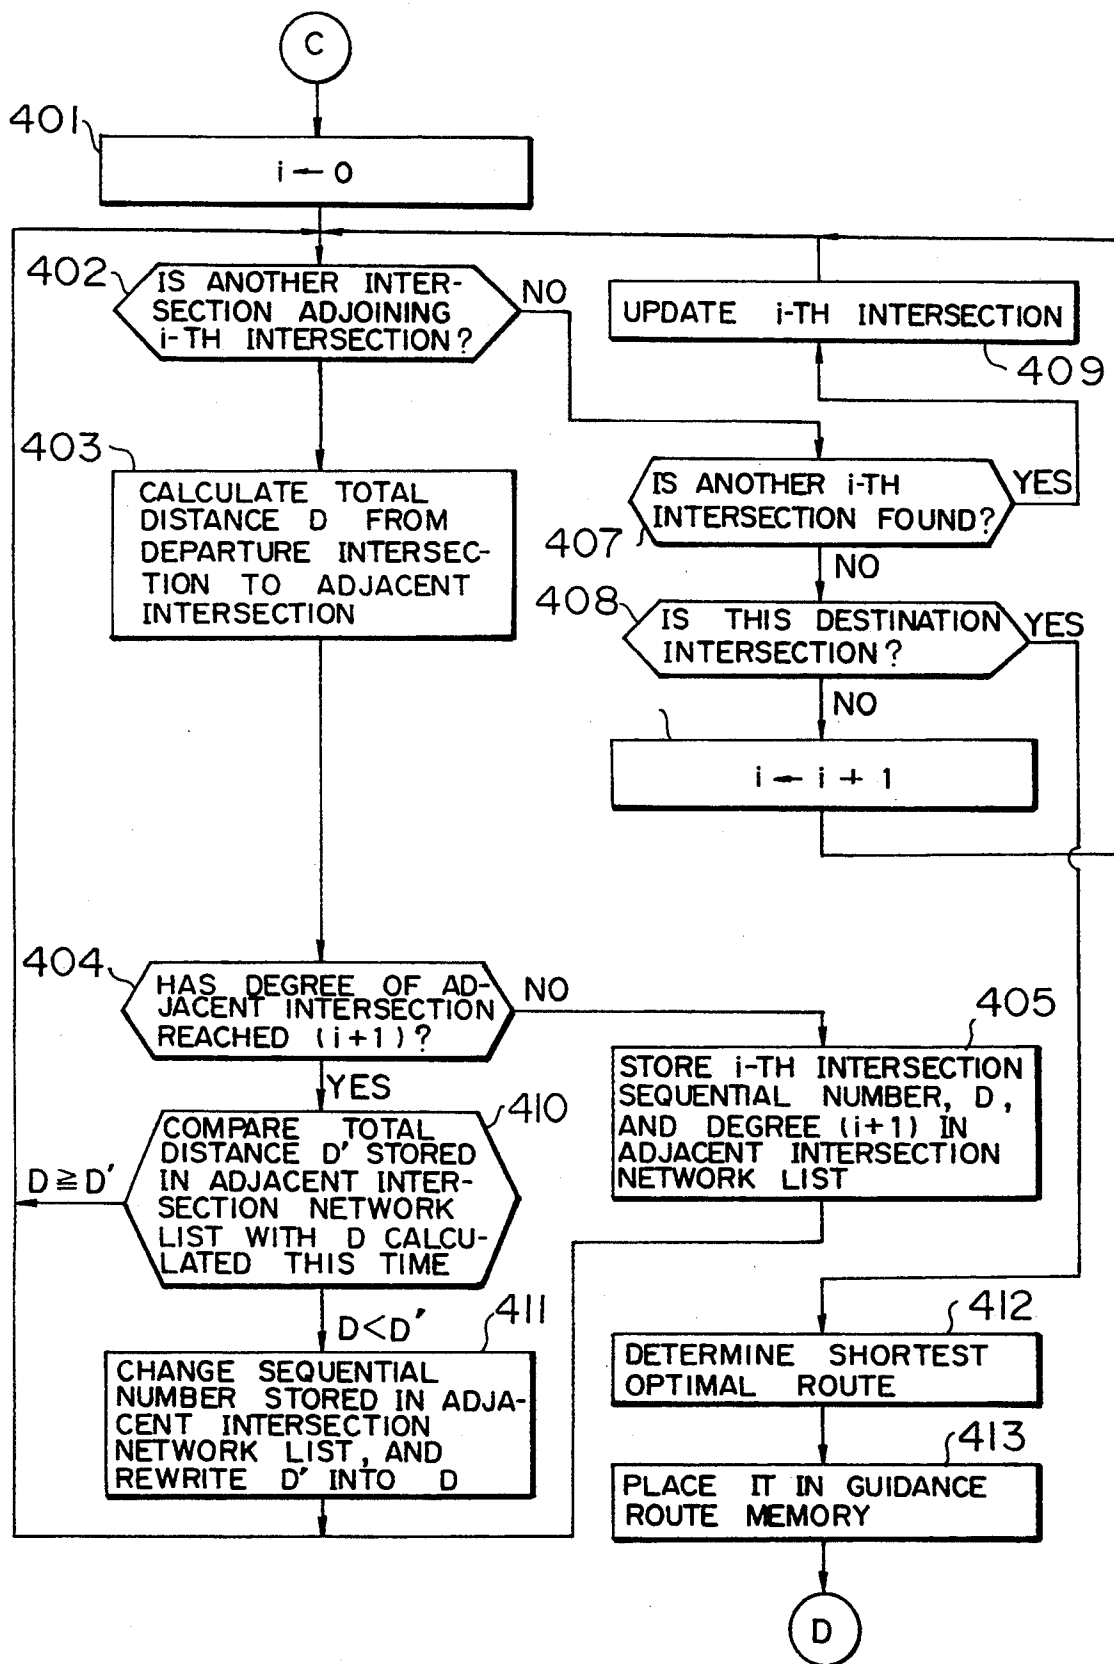 C
401
i ← 0
402
IS ANOTHER INTER-
SECTION ADJOINING
i-TH INTERSECTION?
NO
UPDATE i-TH INTERSECTION
409
403
CALCULATE TOTAL
DISTANCE D FROM
DEPARTURE INTERSEC-
TION TO ADJACENT
INTERSECTION
IS ANOTHER i-TH
INTERSECTION FOUND?
YES
407
NO
408
IS THIS DESTINATION
INTERSECTION?
YES
NO
i ← i + 1
404
HAS DEGREE OF AD-
JACENT INTERSECTION
REACHED (i+1)?
NO
YES
405
STORE i-TH INTERSECTION
SEQUENTIAL NUMBER, D,
AND DEGREE (i+1) IN
ADJACENT INTERSECTION
NETWORK LIST
410
COMPARE TOTAL
DISTANCE D' STORED
IN ADJACENT INTER-
SECTION NETWORK
LIST WITH D CALCU-
LATED THIS TIME
D ≧ D'
D<D'
411
CHANGE SEQUENTIAL
NUMBER STORED IN ADJA-
CENT INTERSECTION
NETWORK LIST, AND
REWRITE D' INTO D
412
DETERMINE SHORTEST
OPTIMAL ROUTE
413
PLACE IT IN GUIDANCE
ROUTE MEMORY
D